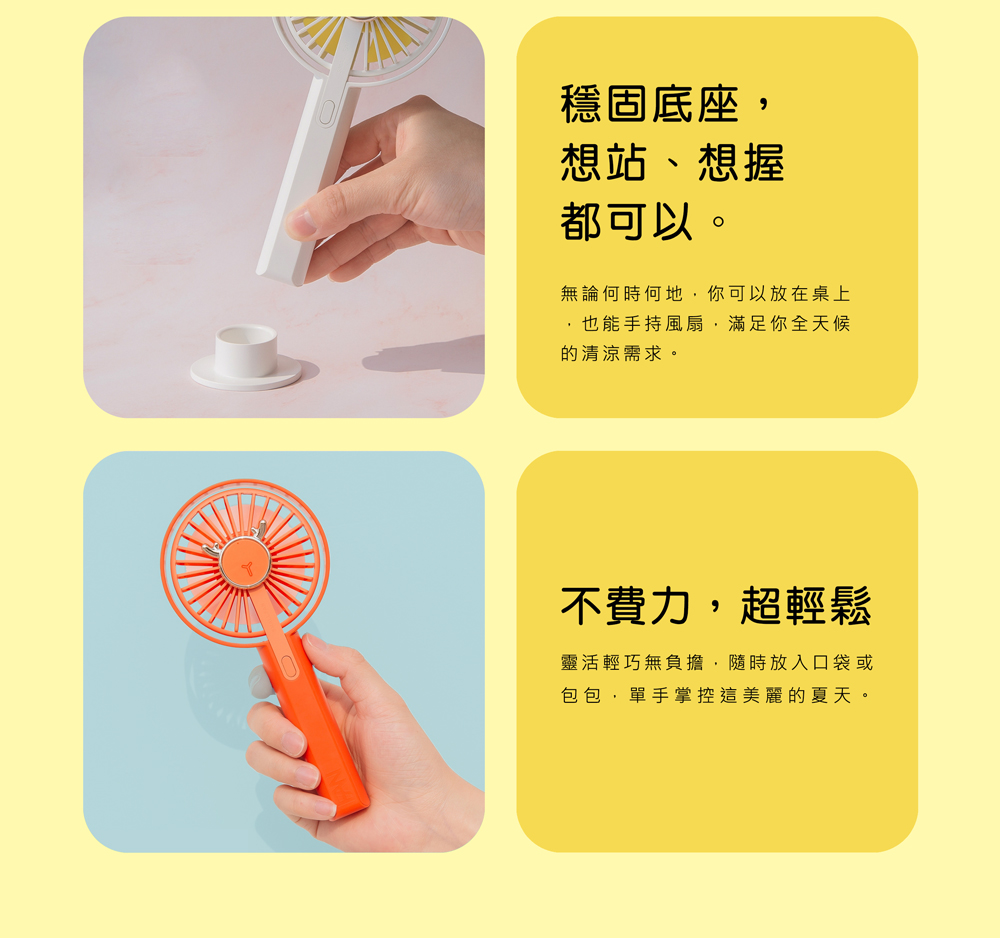 穩固底座，
想站、想握
都可以。
無論何時何地，你可以放在桌上
，也能手持風扇，滿足你全天候
的清涼需求。
不費力，超輕鬆
靈活輕巧無負擔，隨時放入口袋或
包包，單手掌控這美麗的夏天。